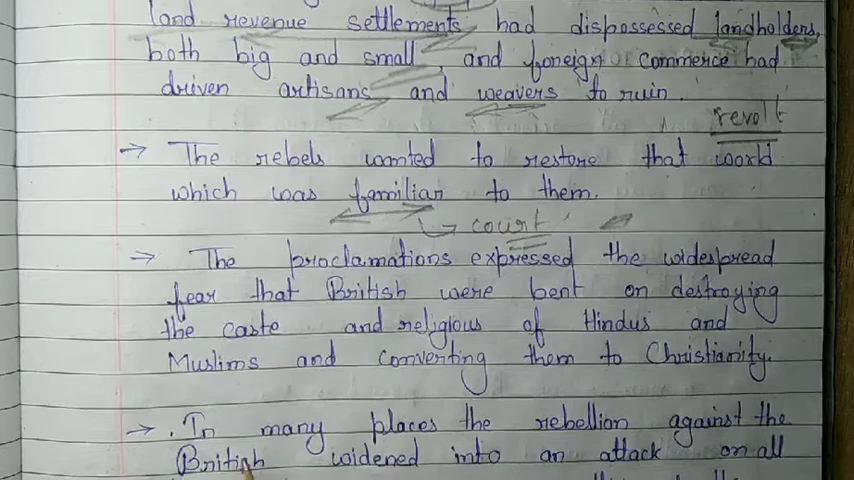 land revenue settlements had dispossessed landholders,
both big and small, and foreign commerce had
driven artisans and weavers to ruin.
revolt
→ The rebels wanted to restore that world
which was familian to them.
↳ court
→ The proclamations expressed the widespread
fear that British were bent on destroying
the caste and religious of Hindus and
Muslims and converting them to Christianity.
→ . In many places the rebellion against the
British widened into an attack on all